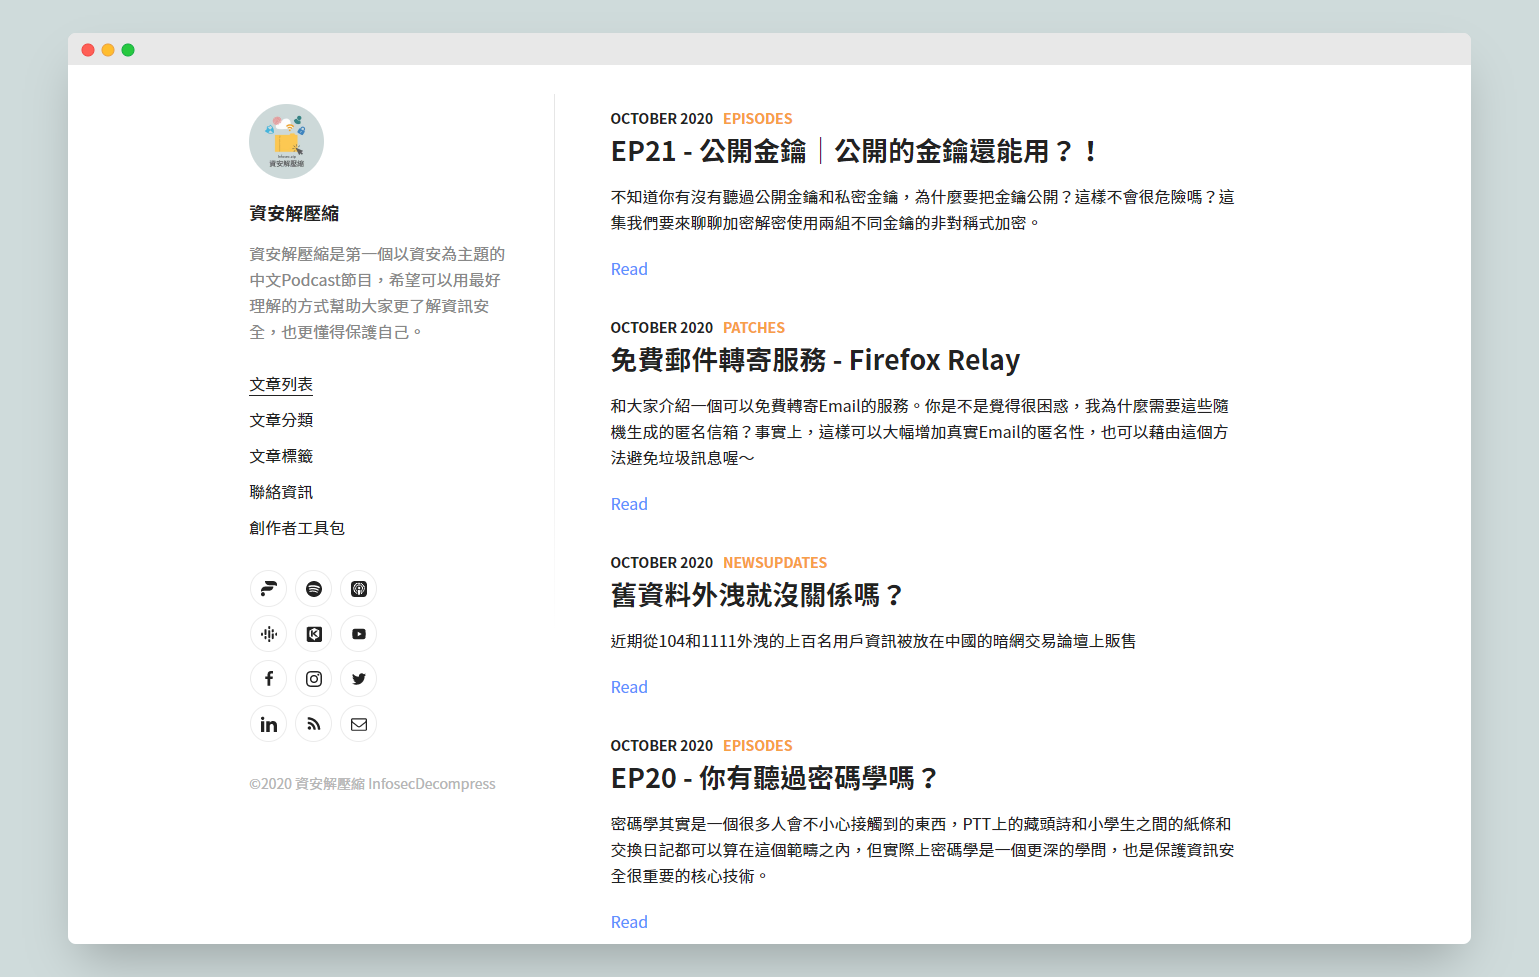 infosec.zip
資安解壓縮
資安解壓縮
資安解壓縮是第一個以資安為主題的
中文Podcast節目，希望可以用最好
理解的方式幫助大家更了解資訊安
全，也更懂得保護自己。
文章列表
文章分類
文章標籤
聯絡資訊
創作者工具包
©2020 資安解壓縮 InfosecDecompress
OCTOBER 2020 EPISODES
EP21 - 公開金鑰｜公開的金鑰還能用？！
不知道你有沒有聽過公開金鑰和私密金鑰，為什麼要把金鑰公開？這樣不會很危險嗎？這
集我們要來聊聊加密解密使用兩組不同金鑰的非對稱式加密。
Read
OCTOBER 2020 PATCHES
免費郵件轉寄服務 - Firefox Relay
和大家介紹一個可以免費轉寄Email的服務。你是不是覺得很困惑，我為什麼需要這些隨
機生成的匿名信箱？事實上，這樣可以大幅增加真實Email的匿名性，也可以藉由這個方
法避免垃圾訊息喔～
Read
OCTOBER 2020 NEWSUPDATES
舊資料外洩就沒關係嗎？
近期從104和1111外洩的上百名用戶資訊被放在中國的暗網交易論壇上販售
Read
OCTOBER 2020 EPISODES
EP20 - 你有聽過密碼學嗎？
密碼學其實是一個很多人會不小心接觸到的東西，PTT上的藏頭詩和小學生之間的紙條和
交換日記都可以算在這個範疇之內，但實際上密碼學是一個更深的學問，也是保護資訊安
全很重要的核心技術。
Read